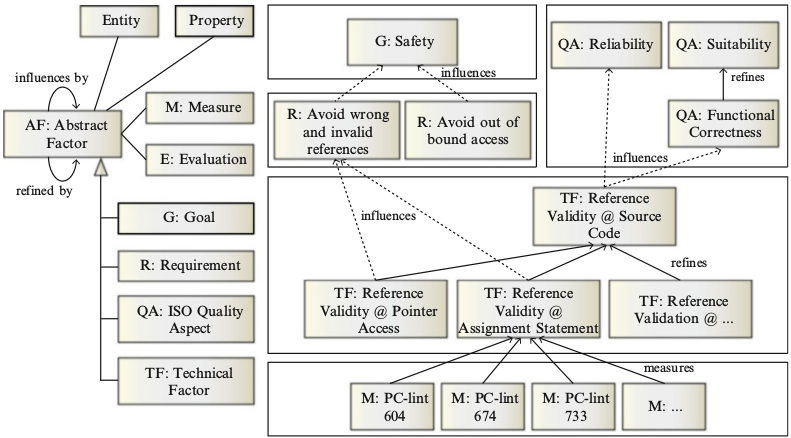 Entity
Property
influences by
AF: Abstract
Factor
refined by
M: Measure
E: Evaluation
G: Goal
R: Requirement
QA: ISO Quality
Aspect
TF: Technical
Factor
G: Safety
influences
R: Avoid wrong
and invalid
references
R: Avoid out of
bound access
QA: Reliability
QA: Suitability
refines
QA: Functional
Correctness
influences
TF: Reference
Validity @ Source
Code
influences
refines
TF: Reference
Validity @ Pointer
Access
TF: Reference
Validity @
Assignment Statement
TF: Reference
Validation @ ...
measures
M: PC-lint
604
M: PC-lint
674
M: PC-lint
733
M: ...